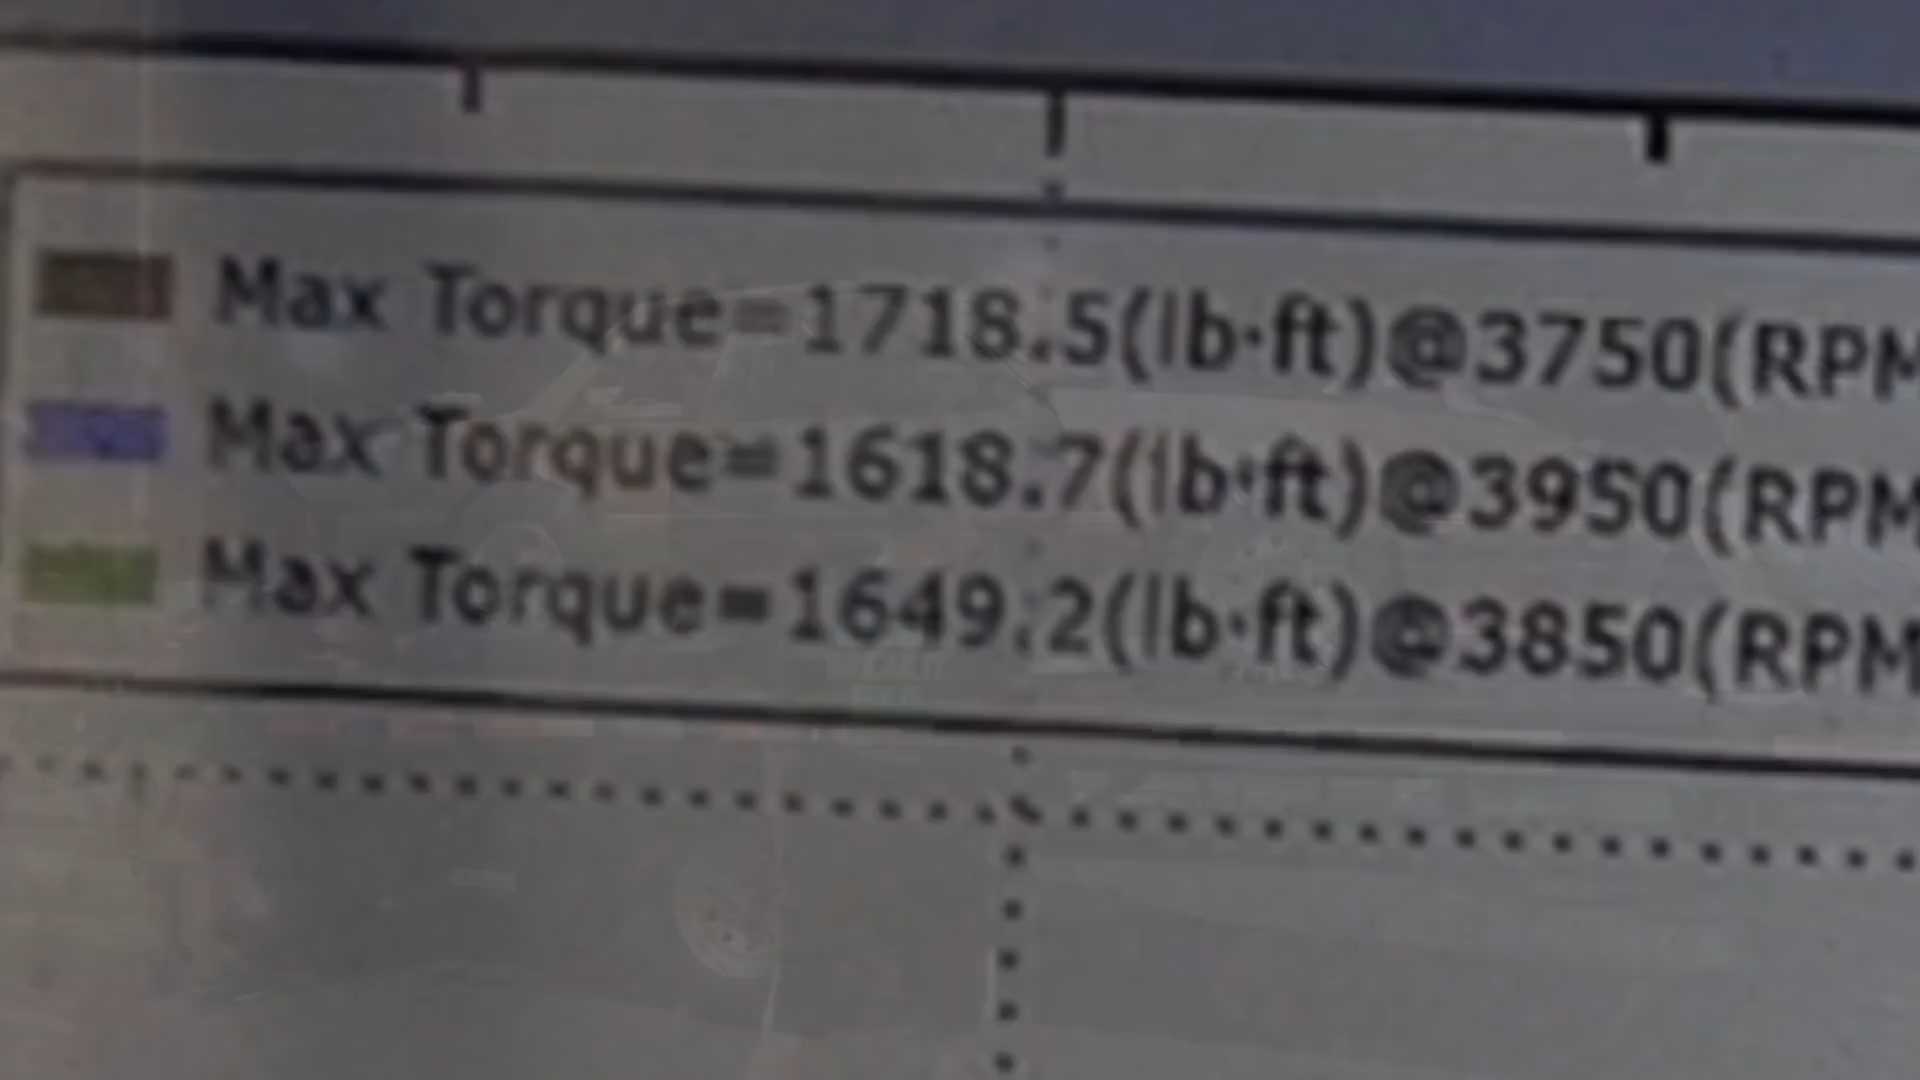 Max Torque=1718.5(lb·ft)@3750(RPM
Max Torque=1618.7(lb·ft)@3950(RPM
Max Torque=1649.2(lb·ft)@3850(RPM